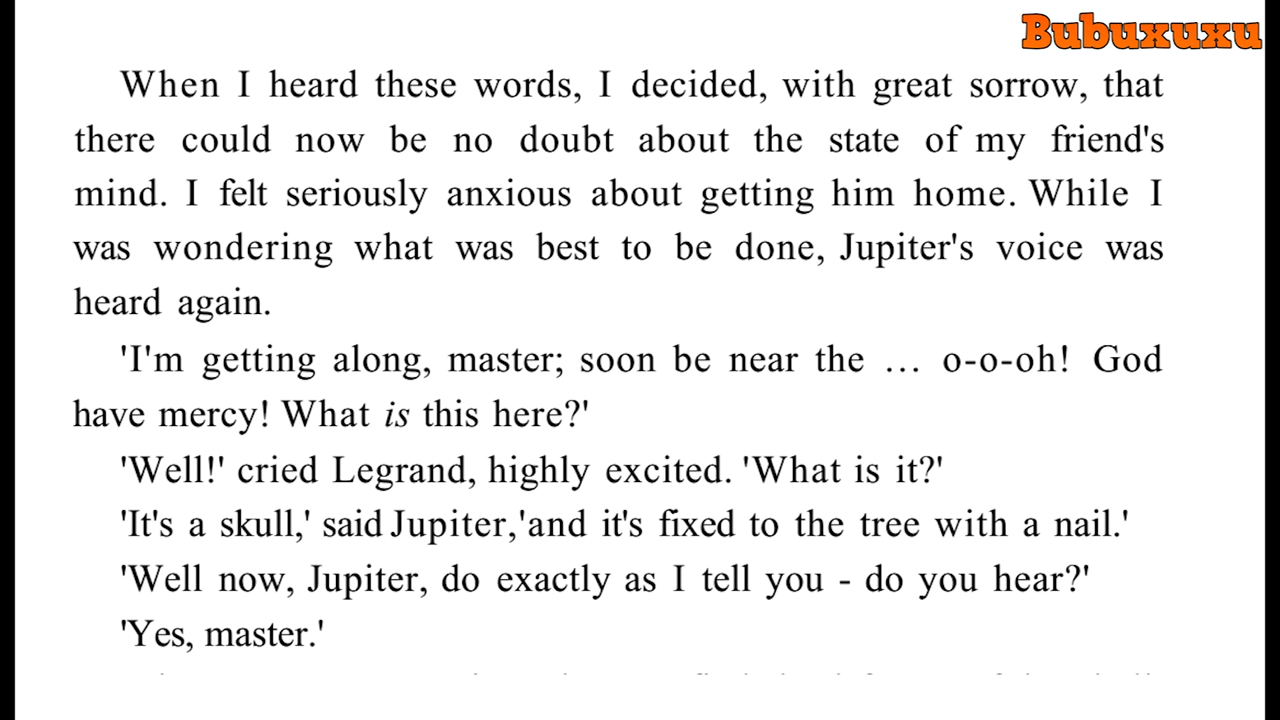 Bubuxuxu
When I heard these words, I decided, with great sorrow, that
there could now be no doubt about the state of my friend's
mind. I felt seriously anxious about getting him home. While I
was wondering what was best to be done, Jupiter's voice was
heard again.
'I'm getting along, master; soon be near the … o-o-oh! God
have mercy! What is this here?'
'Well!' cried Legrand, highly excited. 'What is it?'
'It's a skull,' said Jupiter,'and it's fixed to the tree with a nail.'
'Well now, Jupiter, do exactly as I tell you - do you hear?'
'Yes, master.'